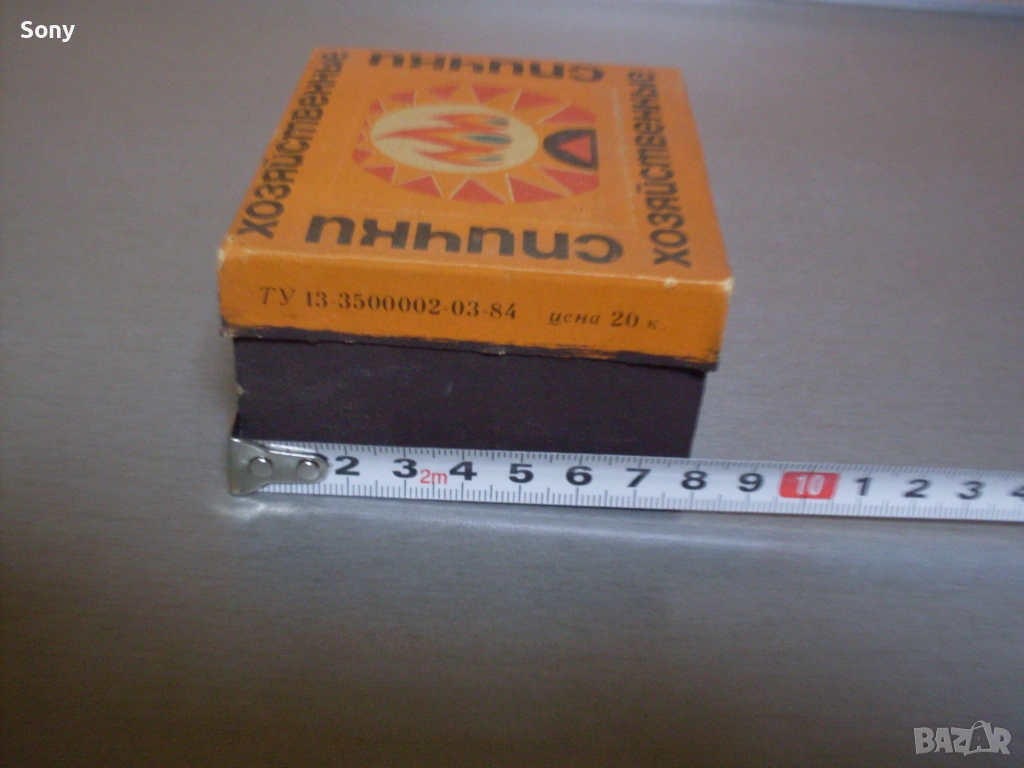 Sony
спички
хозяйственные
хозяйственные
спички
ТУ 13-3500002-03-84 цена 20 к.
2 3 2m 4 5 6 7 8 9 10 1 2 3 4
BAZAR